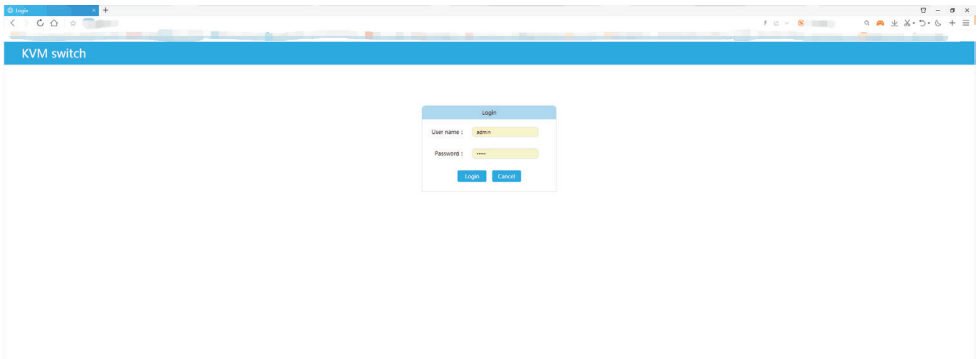 Login
KVM switch
Login
User name : admin
Password : •••••
Login Cancel